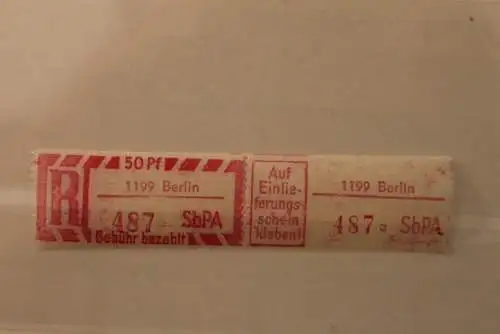 50 Pf
R
1199 Berlin
487 a SbPA
Gebühr bezahlt
Auf
Einlie-
ferungs-
schein
kleben!
1199 Berlin
487 a SbPA